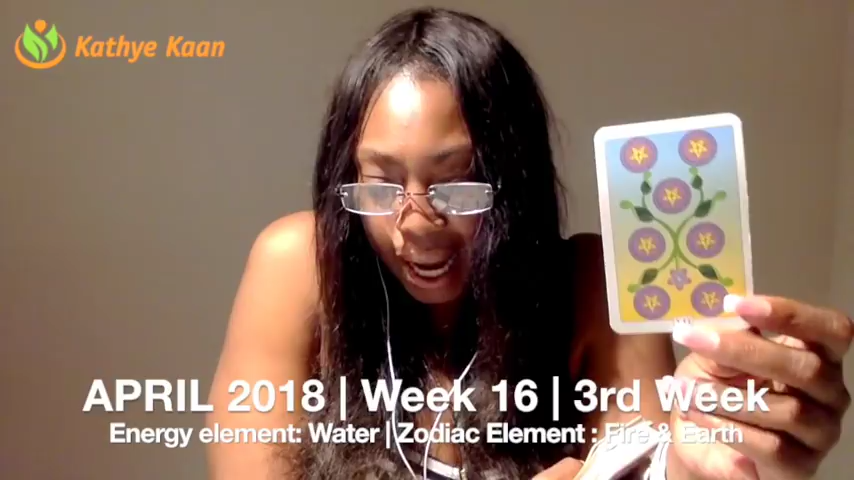 Kathye Kaan
APRIL 2018 | Week 16 | 3rd Week
Energy element: Water | Zodiac Element : Fire & Earth